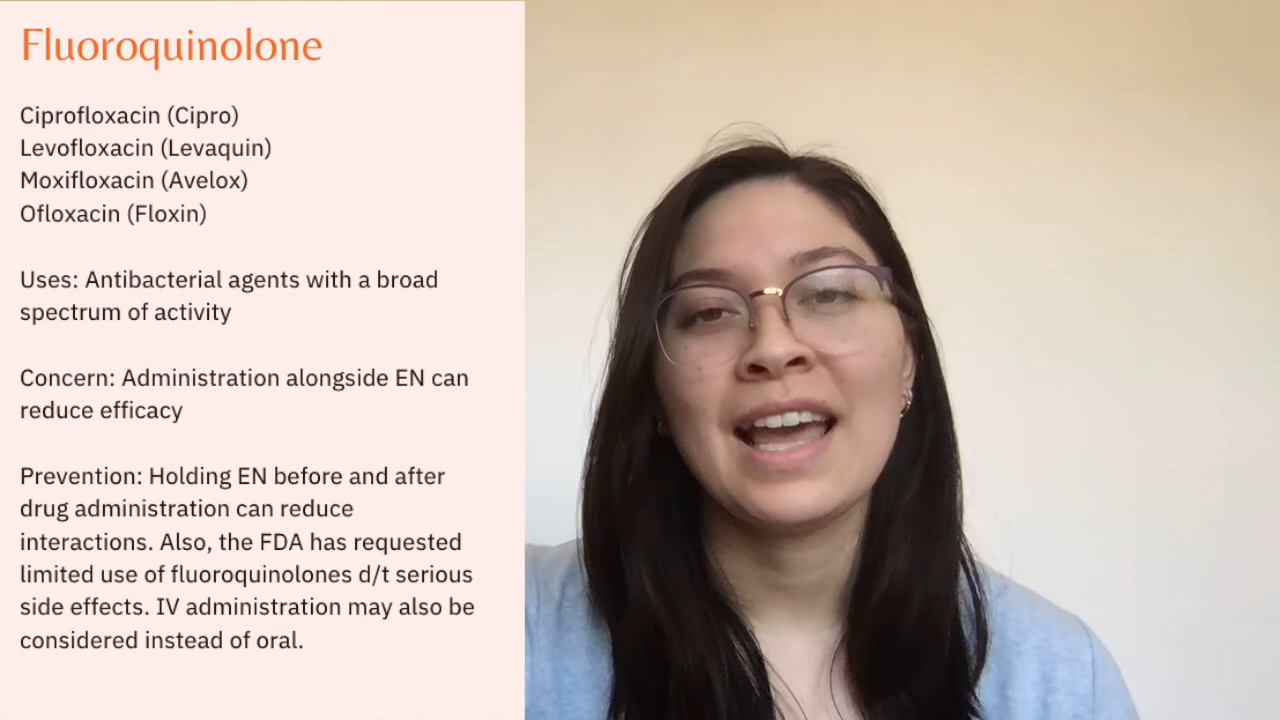 Fluoroquinolone
Ciprofloxacin (Cipro)
Levofloxacin (Levaquin)
Moxifloxacin (Avelox)
Ofloxacin (Floxin)
Uses: Antibacterial agents with a broad
spectrum of activity
Concern: Administration alongside EN can
reduce efficacy
Prevention: Holding EN before and after
drug administration can reduce
interactions. Also, the FDA has requested
limited use of fluoroquinolones d/t serious
side effects. IV administration may also be
considered instead of oral.